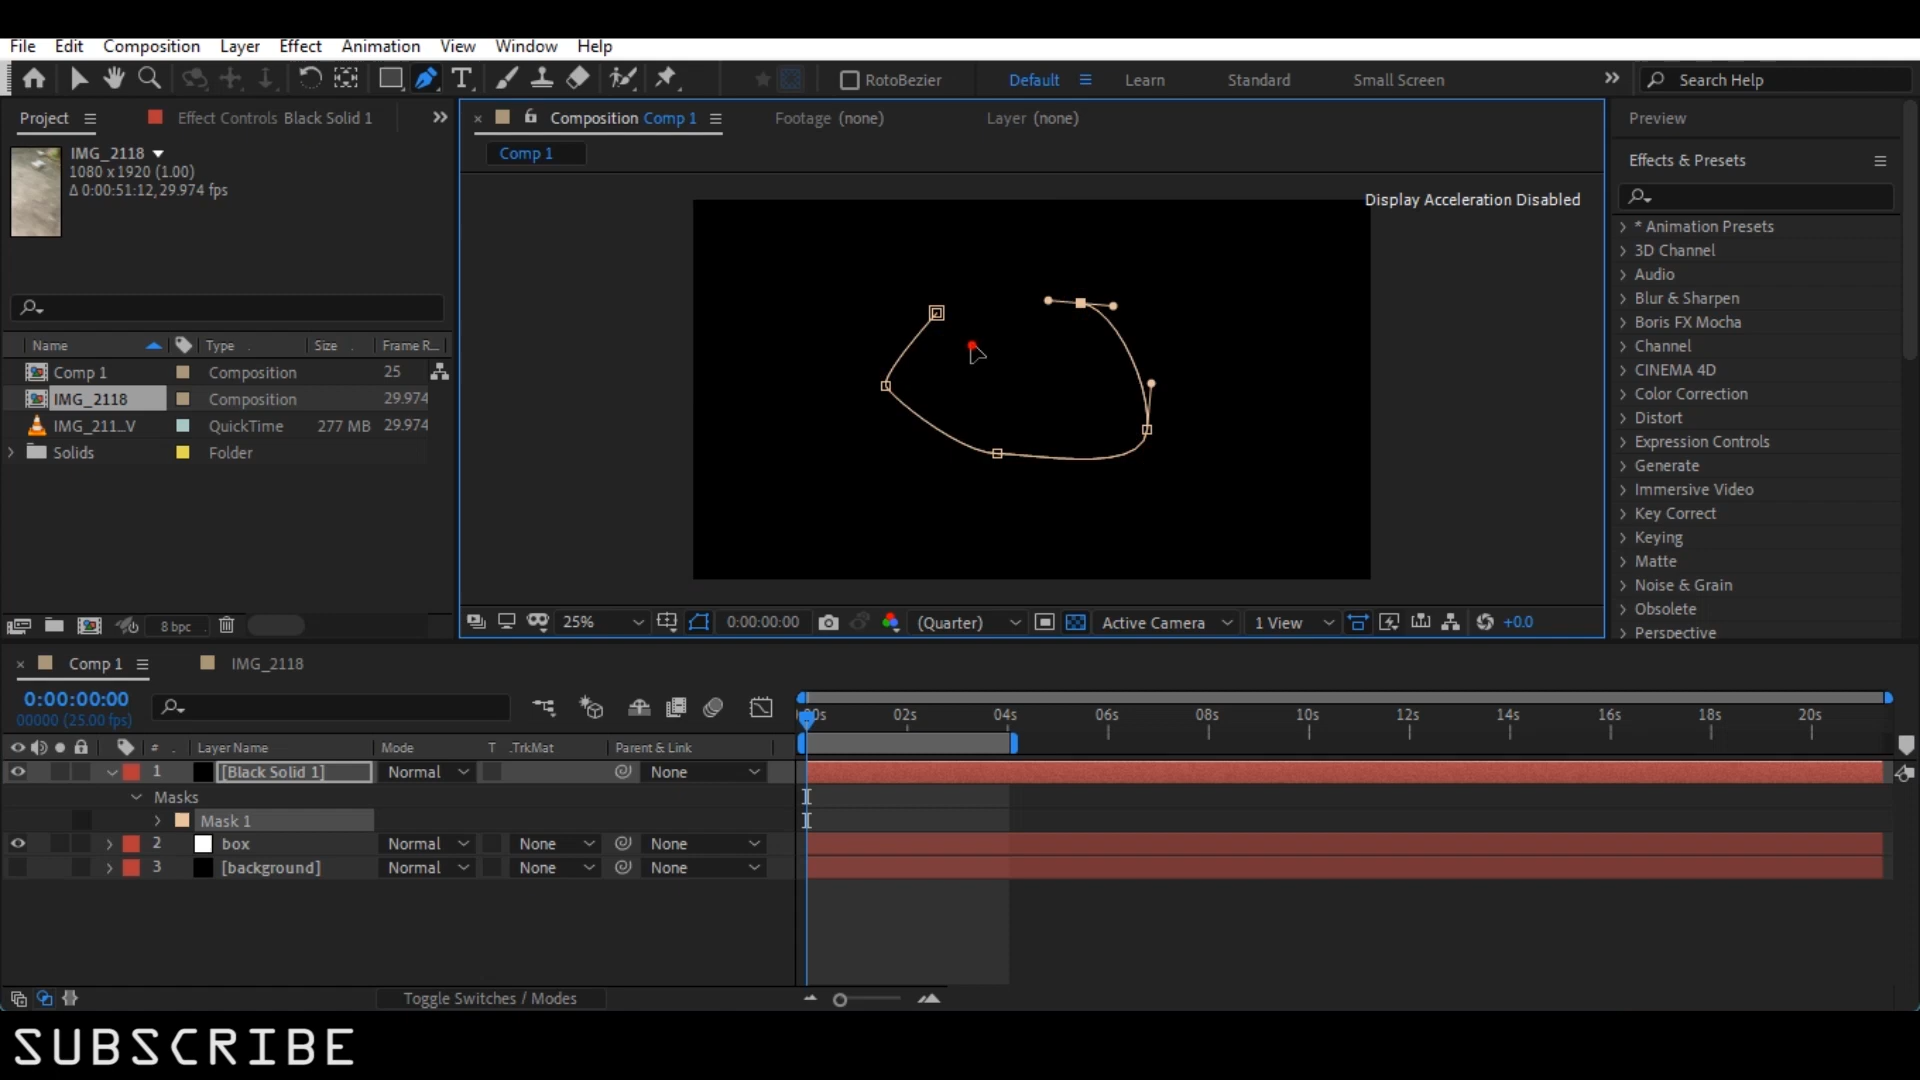 File Edit Composition Layer Effect Animation View Window Help
RotoBezier Default Learn Standard Small Screen Search Help
Project Effect Controls Black Solid 1
Composition Comp 1 Footage (none) Layer (none)
Preview
IMG_2118
1080 x 1920 (1.00)
Δ 0:00:51:12, 29.974 fps
Comp 1
Display Acceleration Disabled
Effects & Presets
* Animation Presets
3D Channel
Audio
Blur & Sharpen
Boris FX Mocha
Channel
CINEMA 4D
Color Correction
Distort
Expression Controls
Generate
Immersive Video
Key Correct
Keying
Matte
Noise & Grain
Obsolete
Perspective
Name Type Size Frame R...
Comp 1 Composition 25
IMG_2118 Composition 29.974
IMG_211...V QuickTime 277 MB 29.974
Solids Folder
8 bpc
25% 0:00:00:00 (Quarter) Active Camera 1 View +0.0
Comp 1 IMG_2118
0:00:00:00
00000 (25.00 fps)
00s 02s 04s 06s 08s 10s 12s 14s 16s 18s 20s
# Layer Name Mode T .TrkMat Parent & Link
1 [Black Solid 1] Normal None
Masks
Mask 1
2 box Normal None None
3 [background] Normal None None
Toggle Switches / Modes
SUBSCRIBE